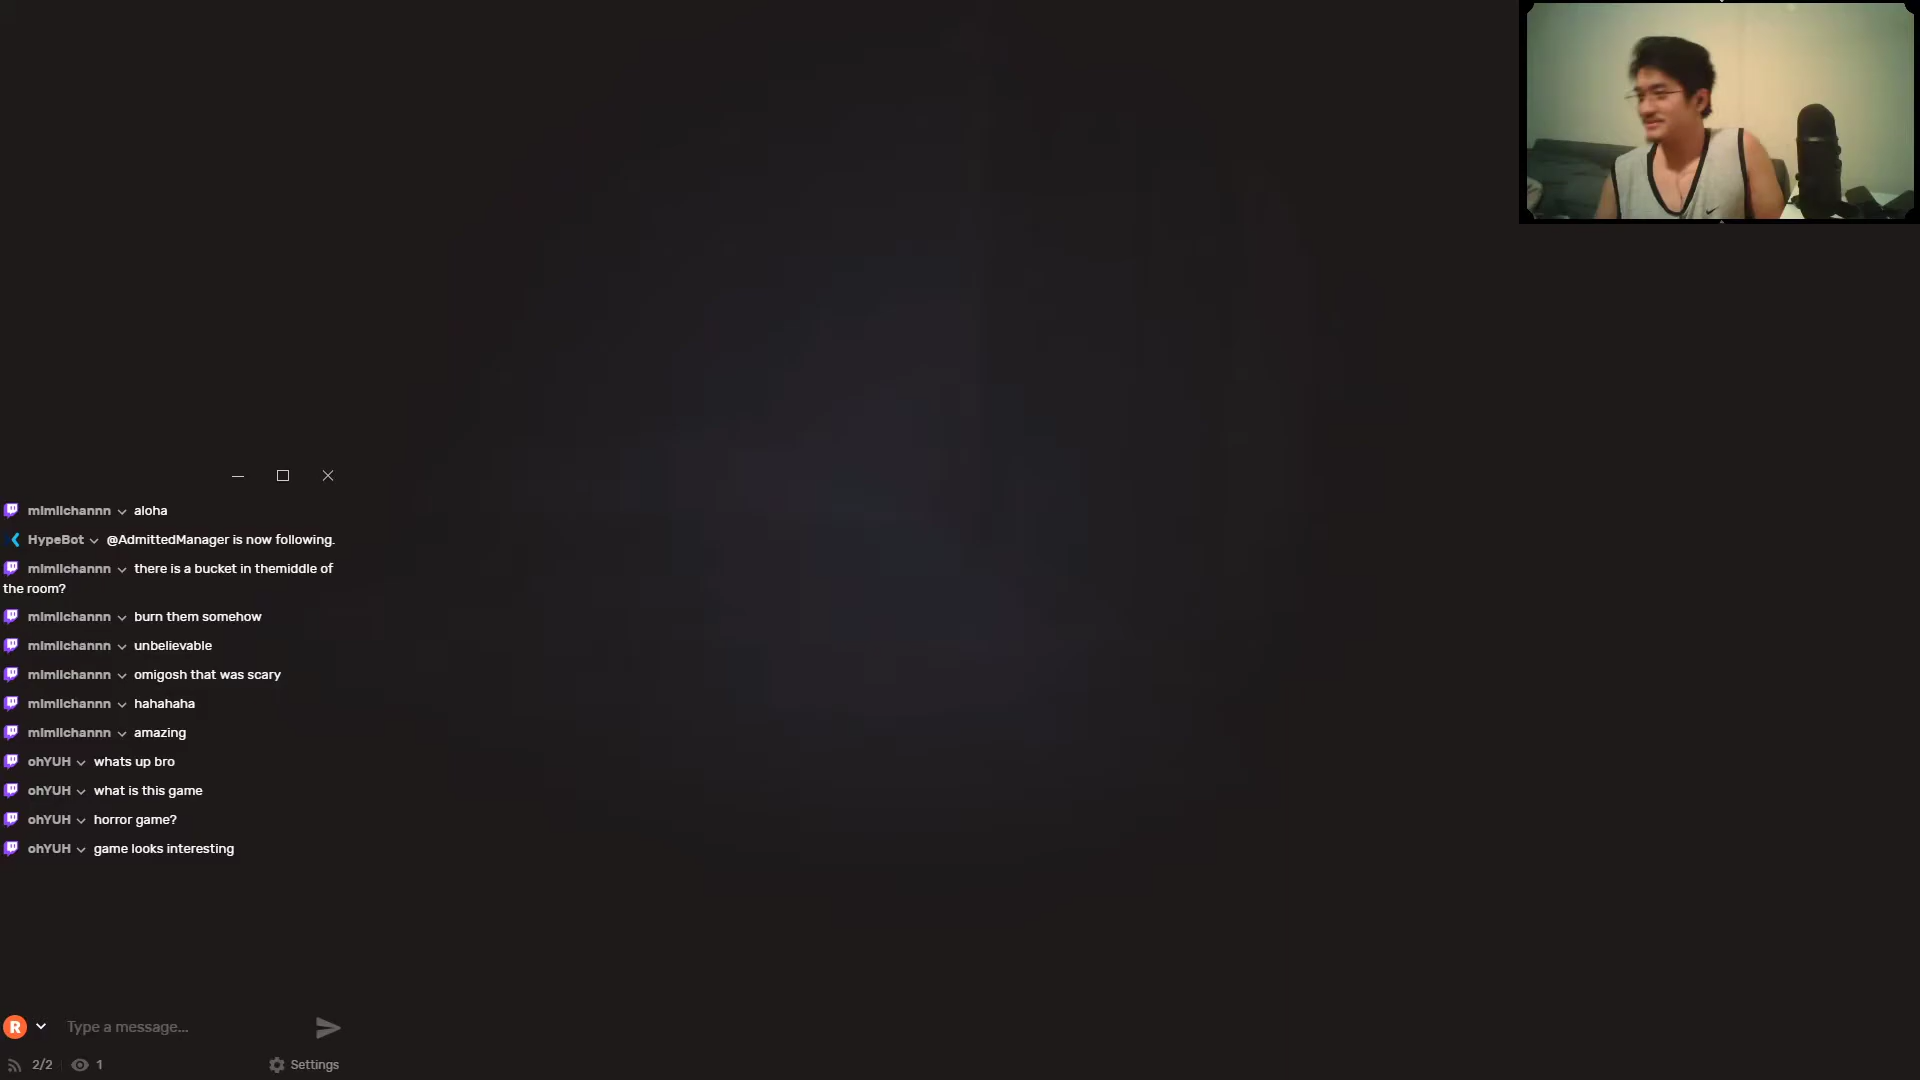 mimiichannn aloha
HypeBot @AdmittedManager is now following.
mimiichannn there is a bucket in themiddle of
the room?
mimiichannn burn them somehow
mimiichannn unbelievable
mimiichannn omigosh that was scary
mimiichannn hahahaha
mimiichannn amazing
ohYUH whats up bro
ohYUH what is this game
ohYUH horror game?
ohYUH game looks interesting
R Type a message...
2/2 1 Settings